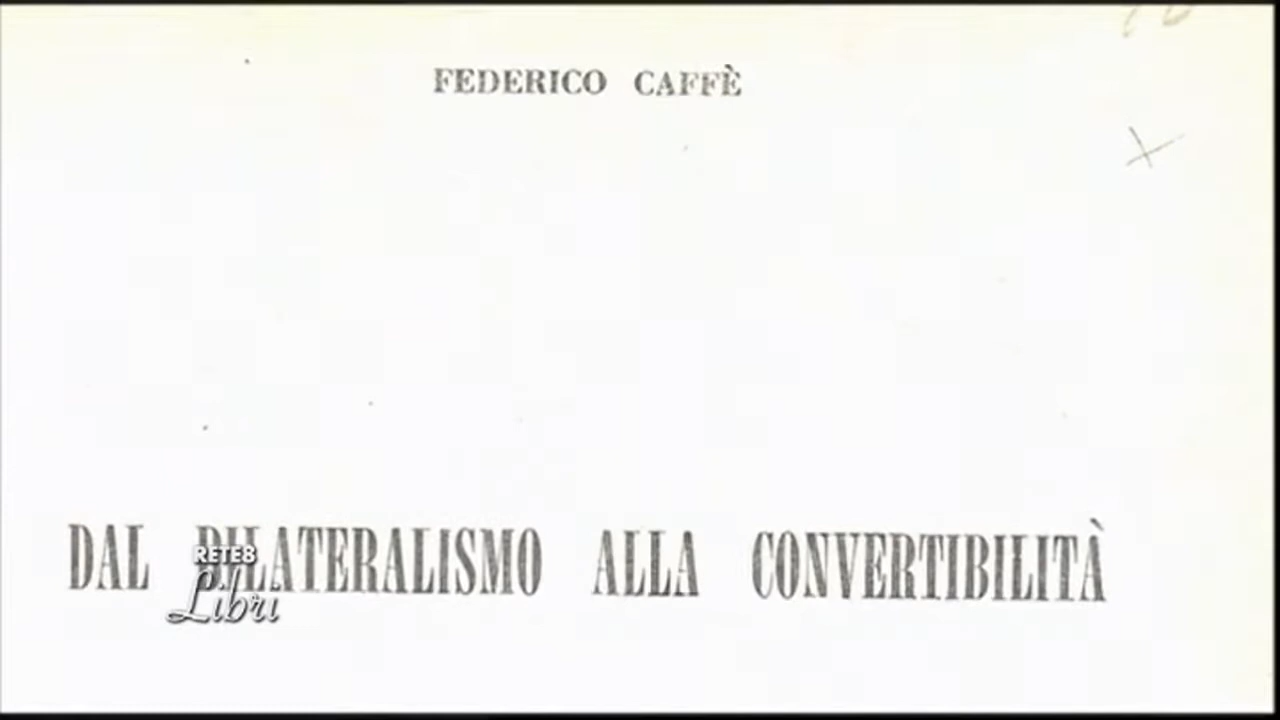 FEDERICO CAFFÈ
DAL BILATERALISMO ALLA CONVERTIBILITÀ
RETE8
Libri